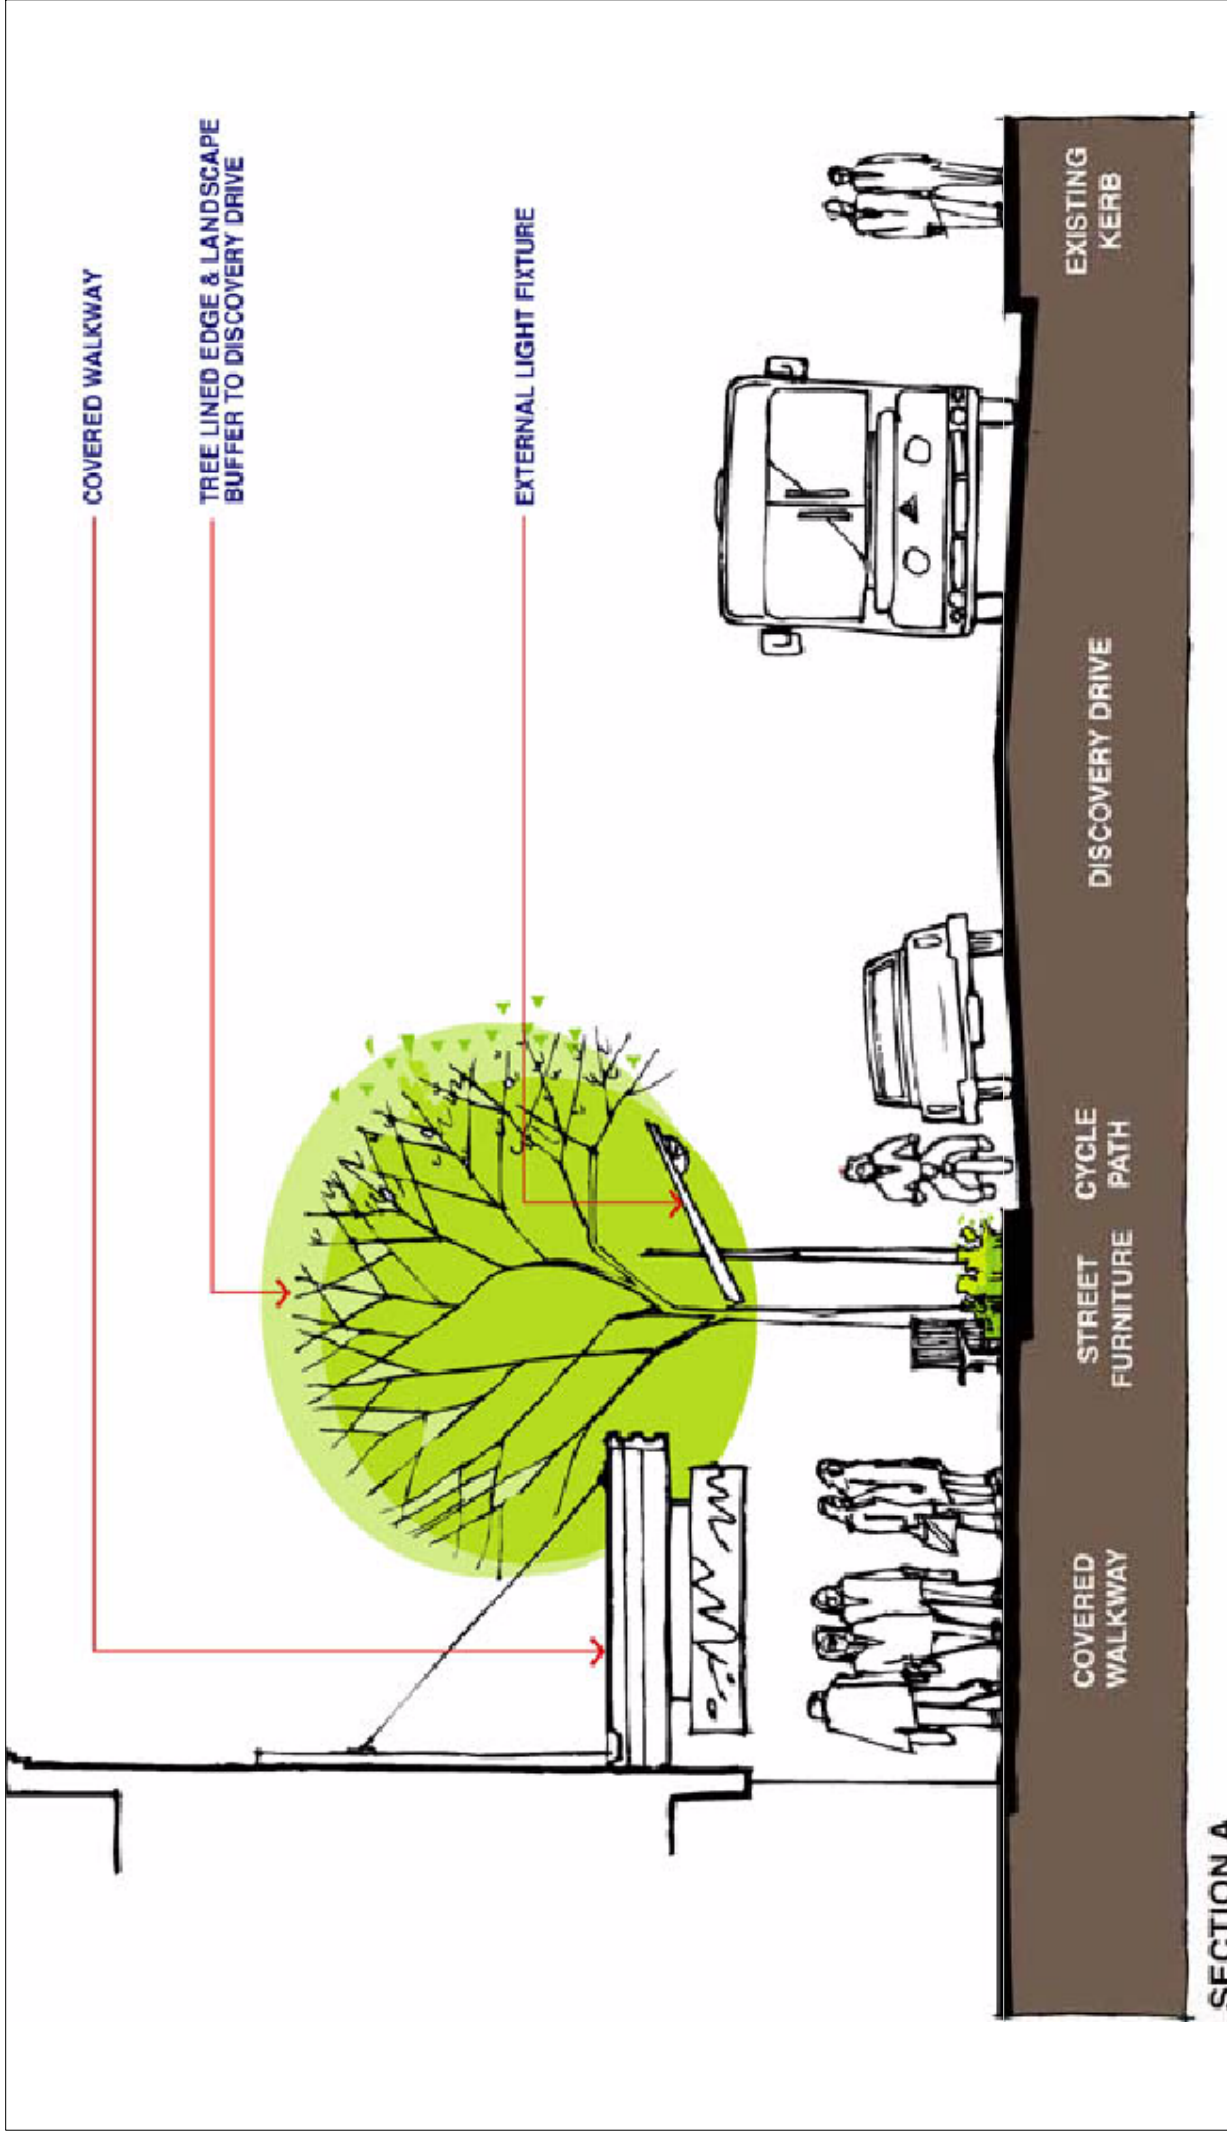 COVERED WALKWAY
TREE LINED EDGE & LANDSCAPE
BUFFER TO DISCOVERY DRIVE
EXTERNAL LIGHT FIXTURE
COVERED
WALKWAY
STREET
FURNITURE
CYCLE
PATH
DISCOVERY DRIVE
EXISTING
KERB
SECTION A